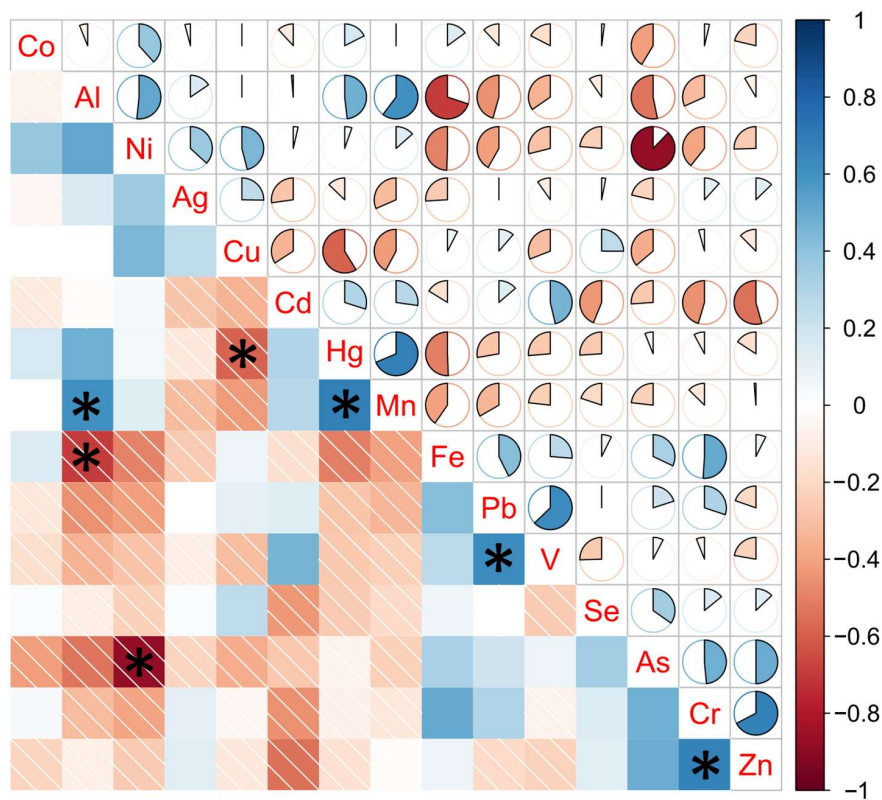 Co
Al
Ni
Ag
Cu
Cd
Hg
Mn
Fe
Pb
V
Se
As
Cr
Zn
*
* *
*
*
*
*
1
0.8
0.6
0.4
0.2
0
−0.2
−0.4
−0.6
−0.8
−1